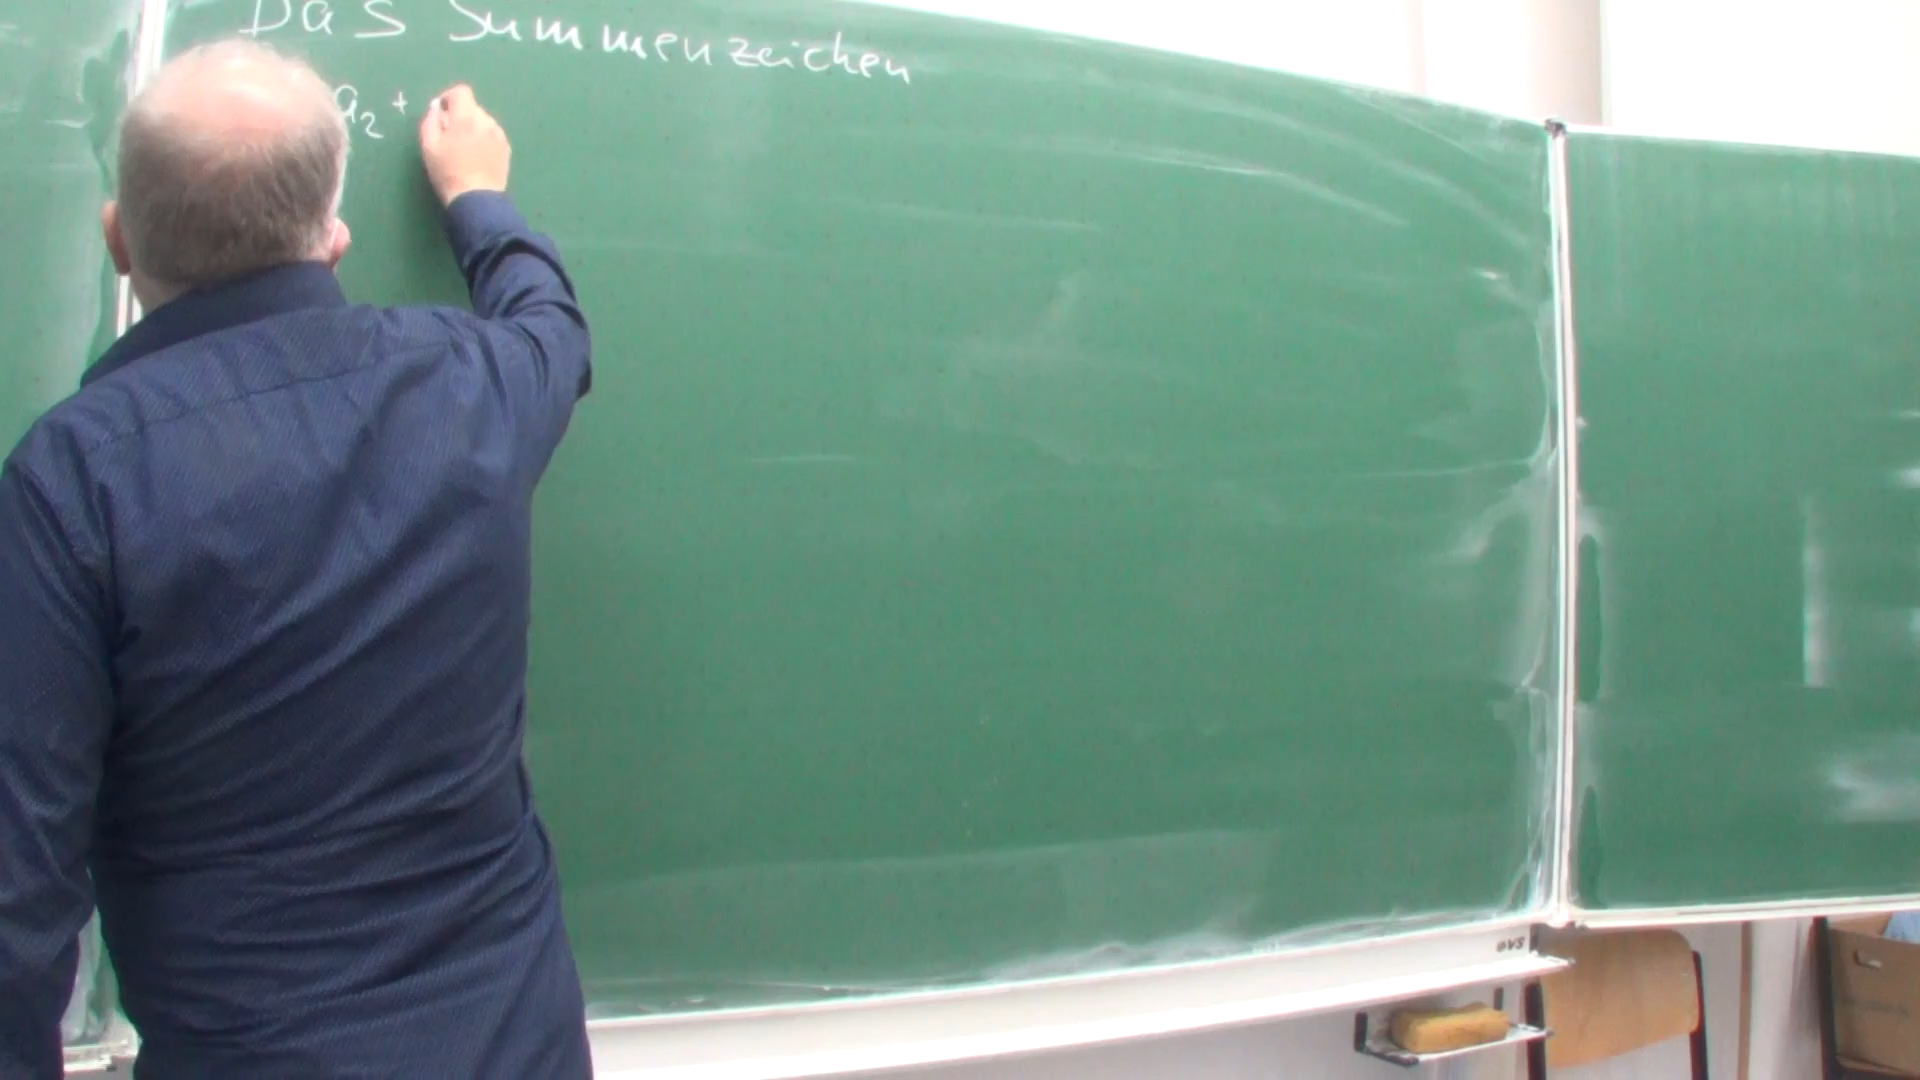 Das Summenzeichen
a₂ +